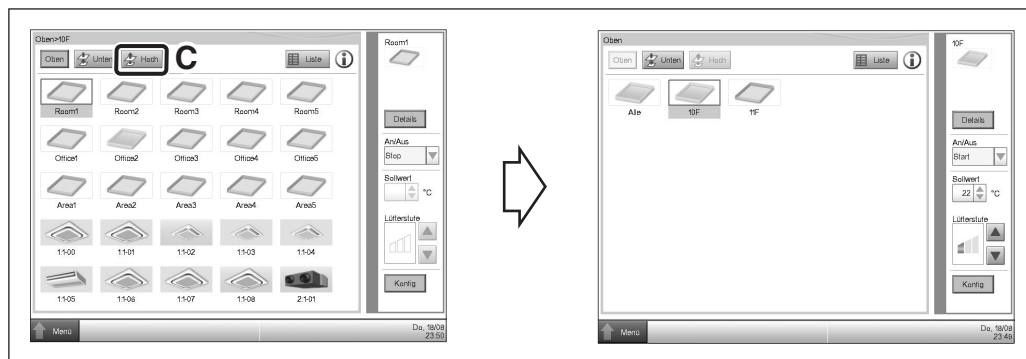 Oben>10F
Oben Unten Hoch C Liste
Room1 Room2 Room3 Room4 Room5
Office1 Office2 Office3 Office4 Office5
Area1 Area2 Area3 Area4 Area5
1:1-00 1:1-01 1:1-02 1:1-03 1:1-04
1:1-05 1:1-06 1:1-07 1:1-08 2:1-01
Room1
Details
An/Aus
Stop
Sollwert
°C
Lüfterstufe
Konfig
Menü
Do, 18/08
23:50
Oben
Oben Unten Hoch Liste
Alle 10F 11F
10F
Details
An/Aus
Start
Sollwert
22 °C
Lüfterstufe
Konfig
Menü
Do, 18/08
23:49